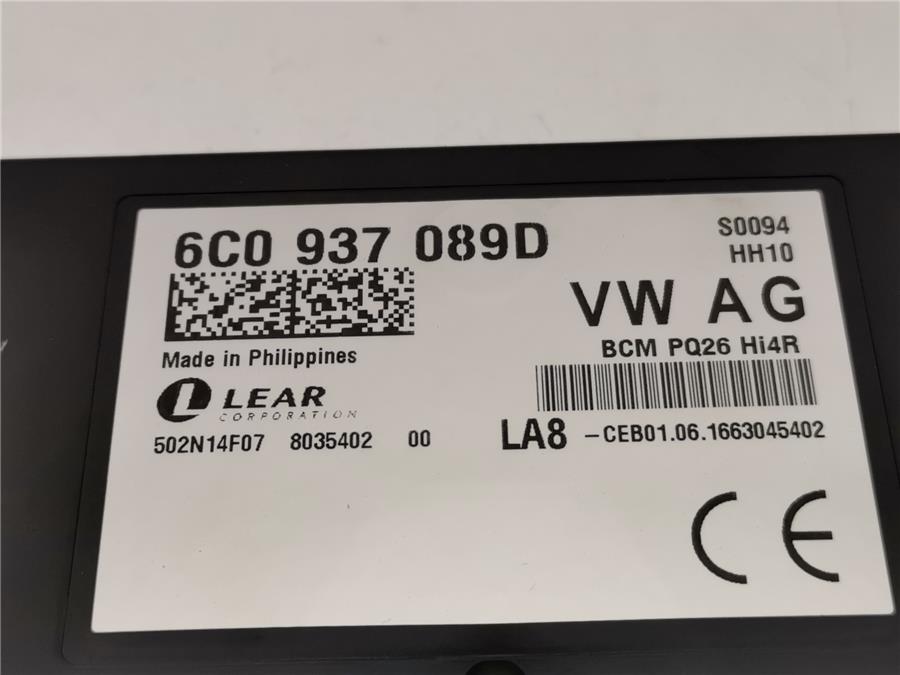 6C0 937 089D
S0094
HH10
VW AG
BCM PQ26 Hi4R
Made in Philippines
LEAR
CORPORATION
502N14F07 8035402 00
LA8 -CEB01.06.1663045402
CE